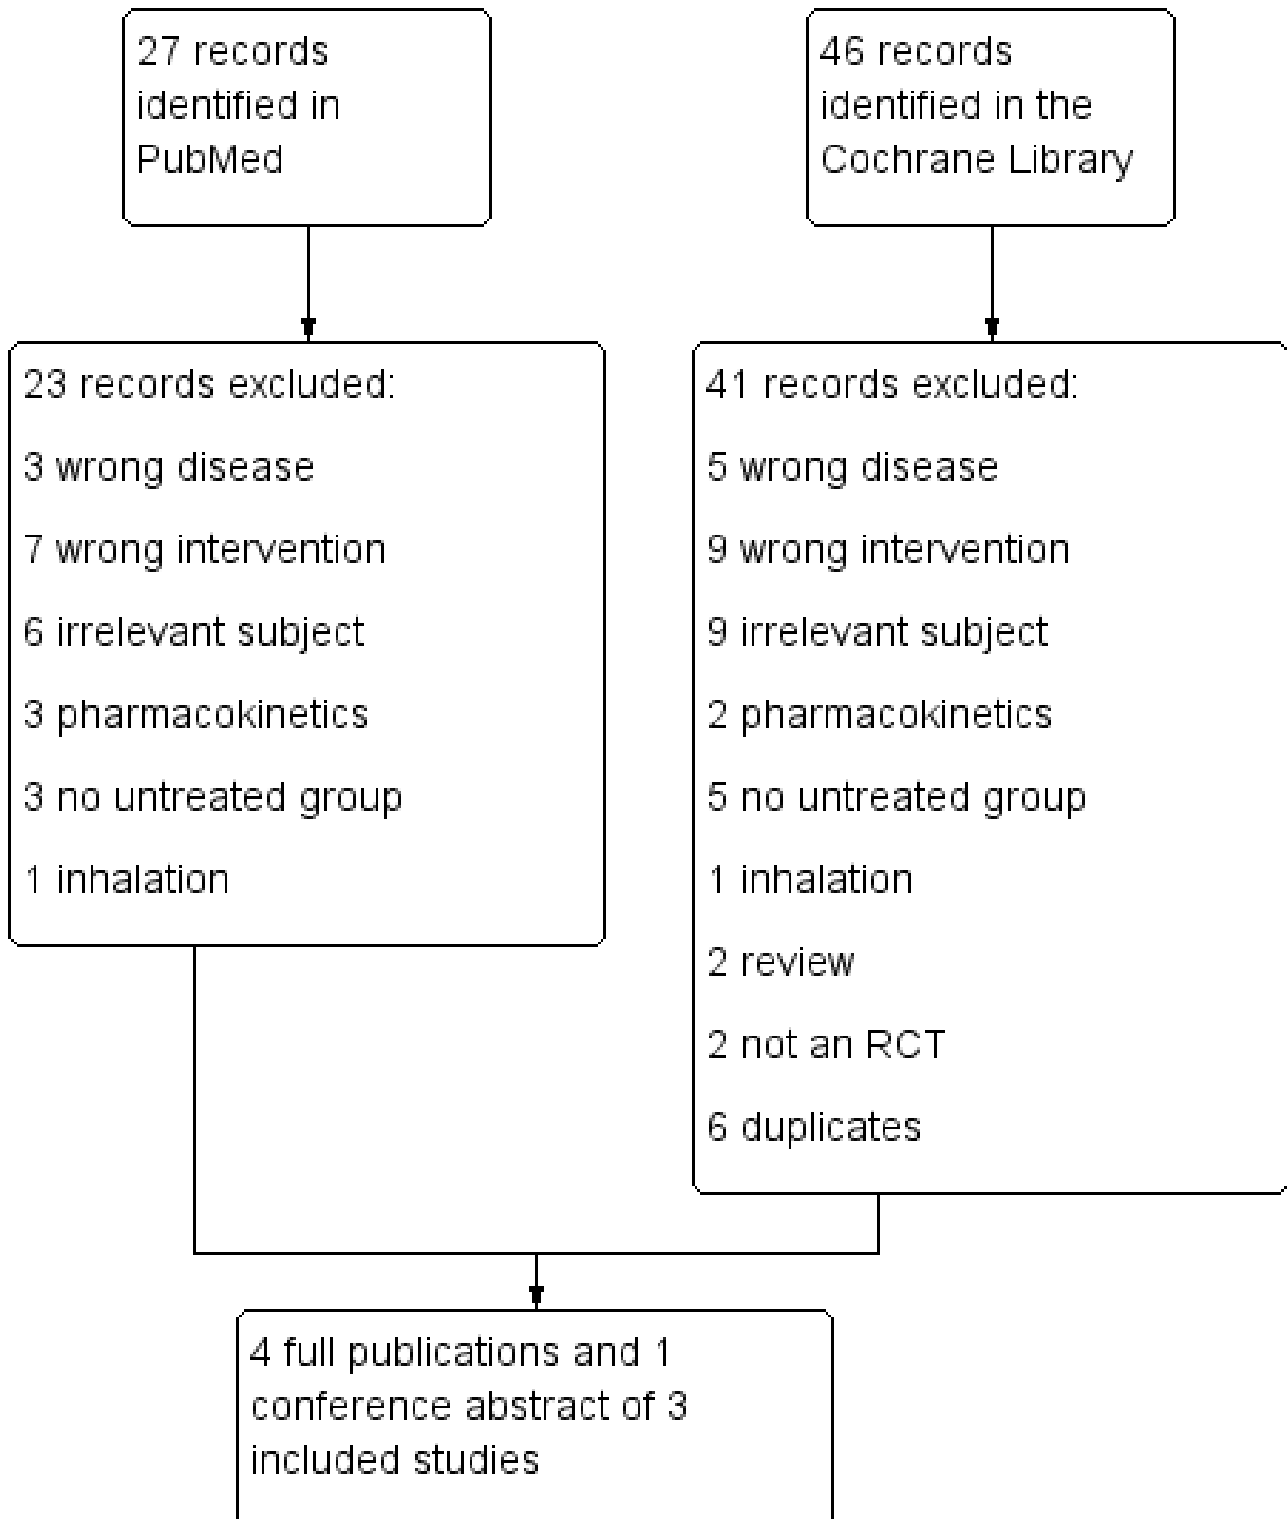 27 records
identified in
PubMed
46 records
identified in the
Cochrane Library
23 records excluded:
3 wrong disease
7 wrong intervention
6 irrelevant subject
3 pharmacokinetics
3 no untreated group
1 inhalation
41 records excluded:
5 wrong disease
9 wrong intervention
9 irrelevant subject
2 pharmacokinetics
5 no untreated group
1 inhalation
2 review
2 not an RCT
6 duplicates
4 full publications and 1
conference abstract of 3
included studies